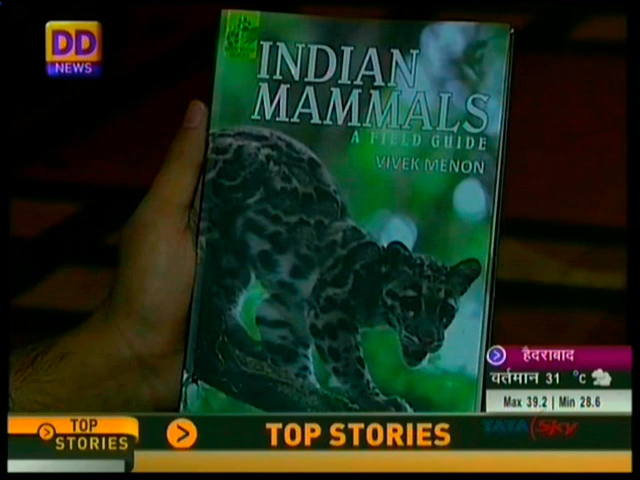 DD
NEWS
INDIAN
MAMMALS
A FIELD GUIDE
VIVEK MENON
हैदराबाद
वर्तमान 31 °C
Max 39.2 | Min 28.6
TOP
STORIES
TOP STORIES
TATA Sky